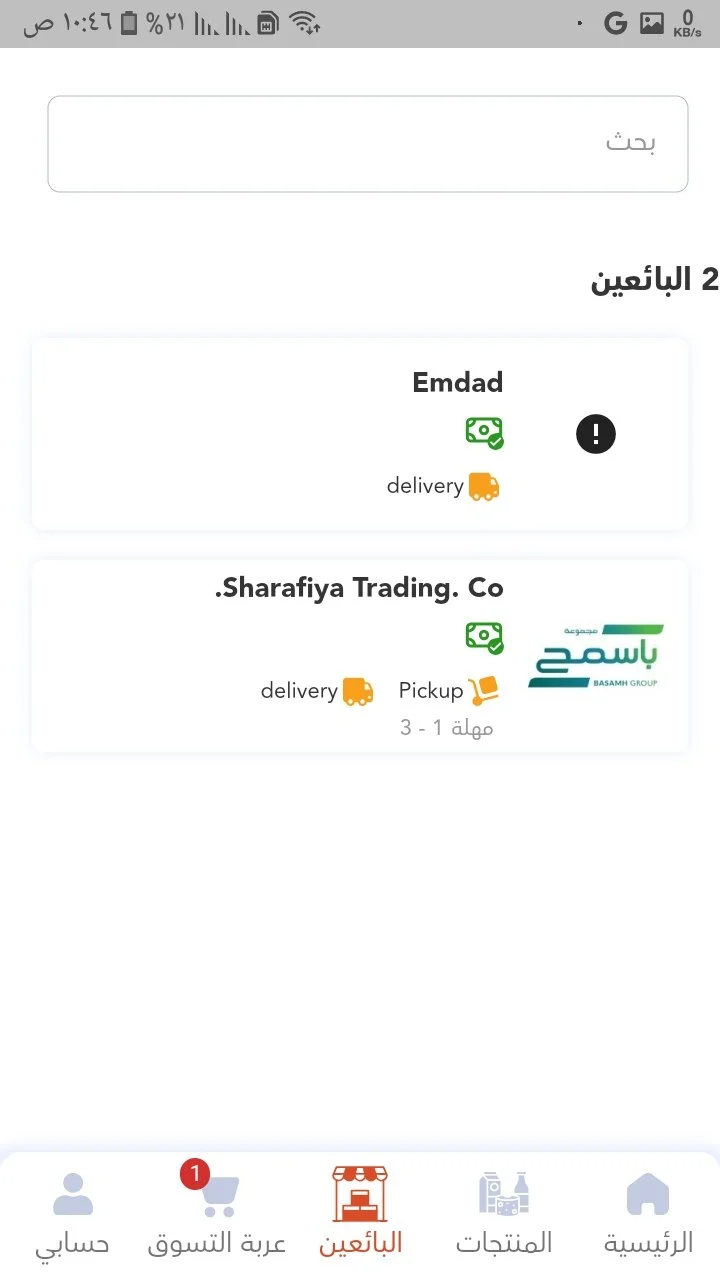 ١٠:٤٦ ص ٢١% 0 KB/s
بحث
2 البائعين
Emdad
delivery
Sharafiya Trading. Co.
مجموعة
باسمح
BASAMH GROUP
Pickup delivery
مهلة 1 - 3
الرئيسية المنتجات البائعين عربة التسوق 1 حسابي